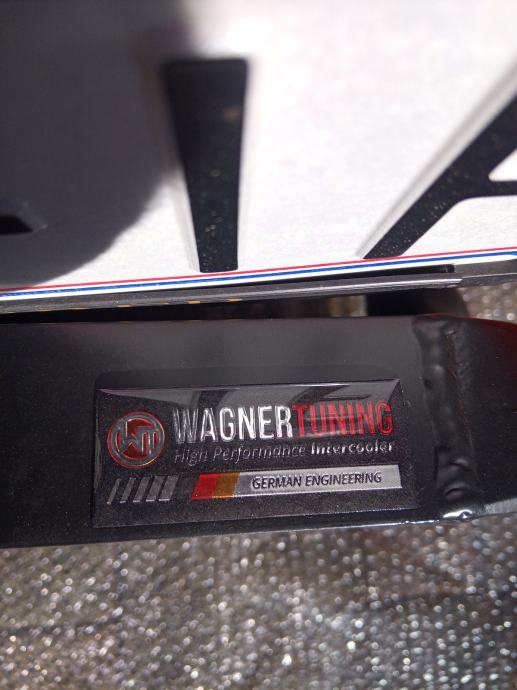 WAGNERTUNING
High Performance Intercooler
GERMAN ENGINEERING